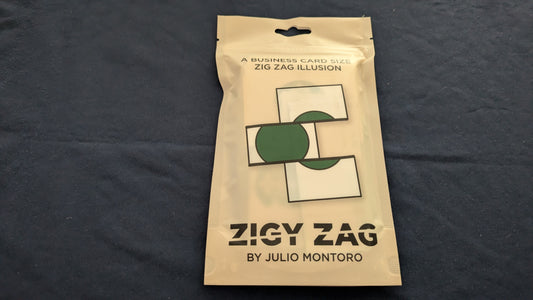 A BUSINESS CARD SIZE
ZIG ZAG ILLUSION
ZIGY ZAG
BY JULIO MONTORO